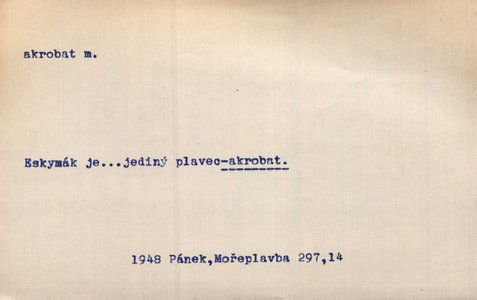 akrobat m.
Eskymák je...jediný plavec-akrobat.
1948 Pánek,Mořeplavba 297,14